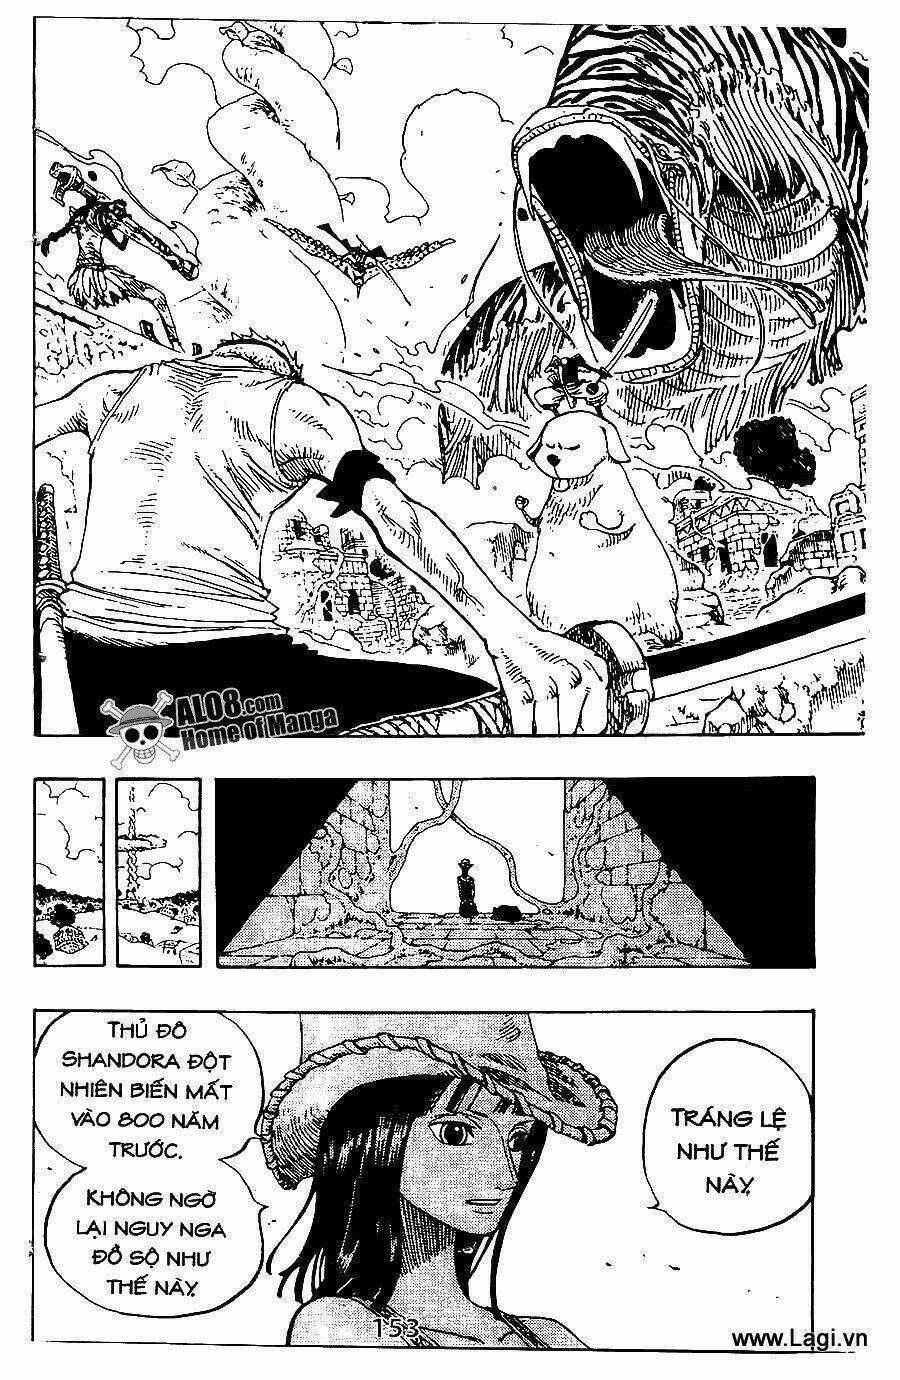 ALO8.com
Home of Manga
THỦ ĐÔ
SHANDORA ĐỘT
NHIÊN BIẾN MẤT
VÀO 800 NĂM
TRƯỚC.
KHÔNG NGỜ
LẠI NGUY NGA
ĐỒ SỘ NHƯ
THẾ NÀY.
TRÁNG LỆ
NHƯ THẾ
NÀY.
153
www.Lagi.vn